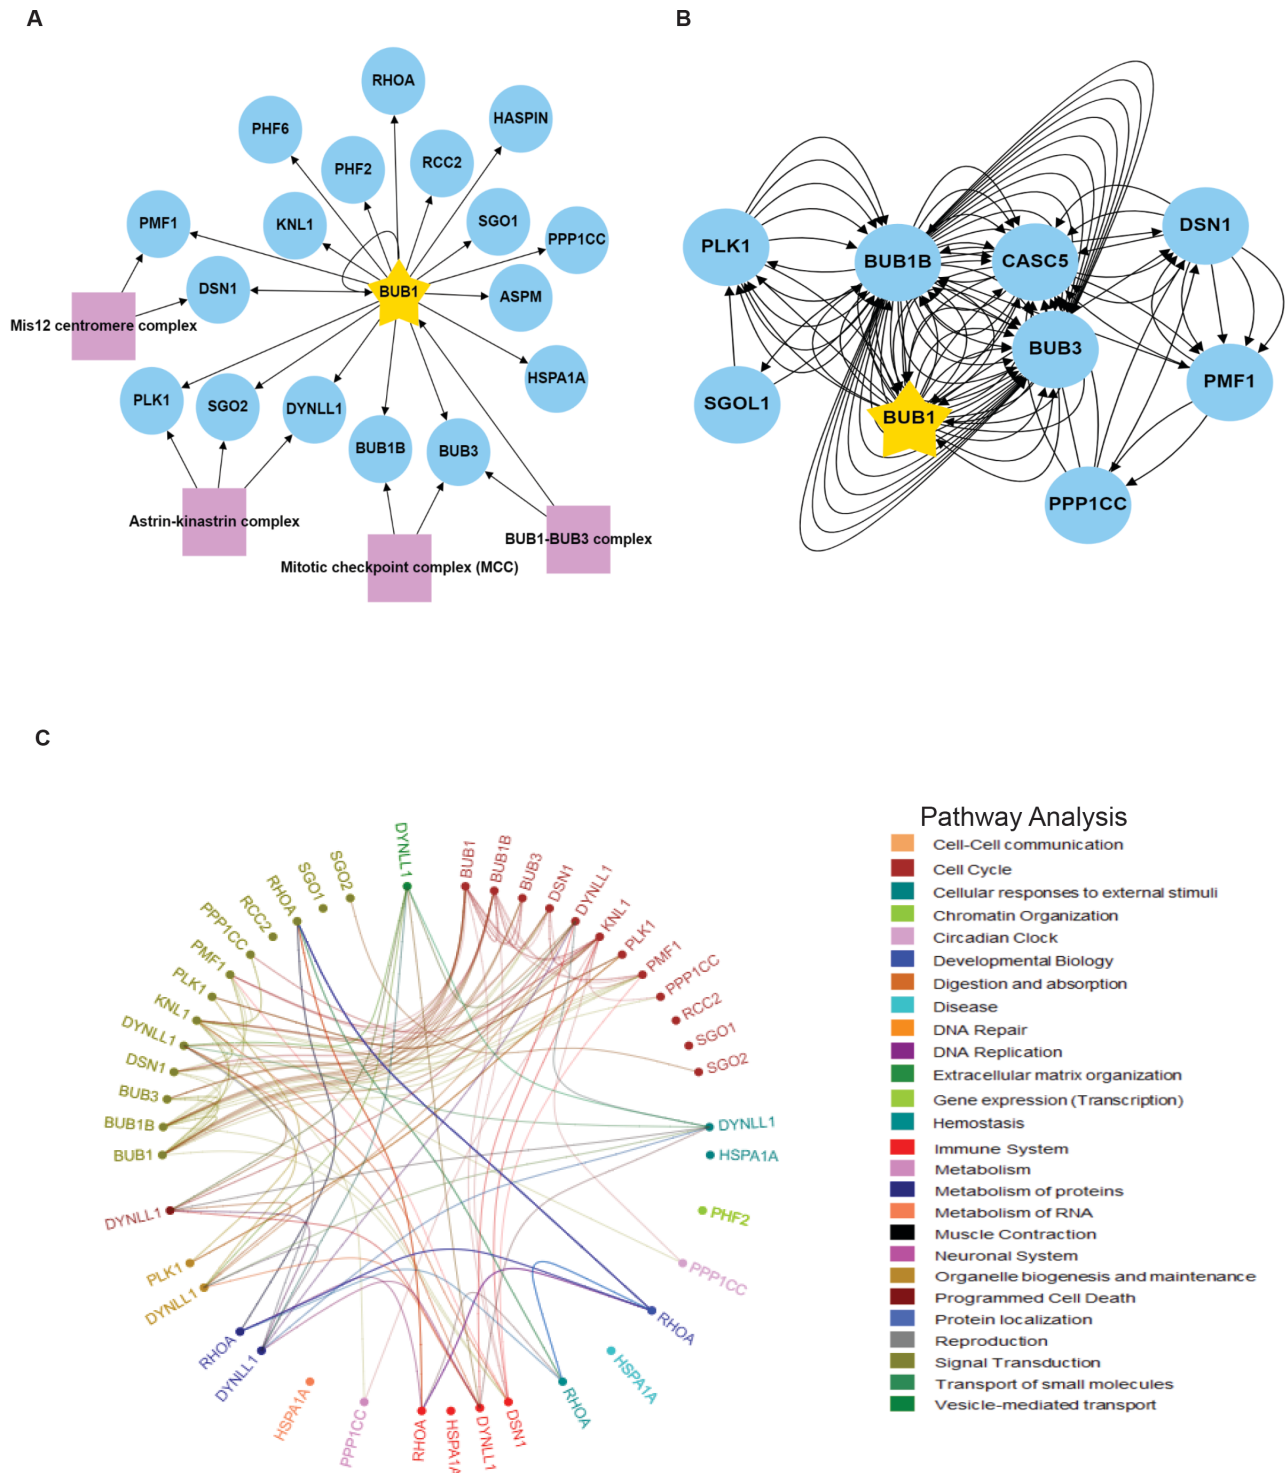 A
B
RHOA
HASPIN
PHF6
PHF2
RCC2
PMF1
KNL1
SGO1
PPP1CC
DSN1
BUB1
ASPM
Mis12 centromere complex
HSPA1A
PLK1
SGO2
DYNLL1
BUB1B
BUB3
Astrin-kinastrin complex
BUB1-BUB3 complex
Mitotic checkpoint complex (MCC)
PLK1
BUB1B
CASC5
DSN1
BUB3
PMF1
SGOL1
BUB1
PPP1CC
C
DYNLL1
BUB1
BUB1B
BUB3
DSN1
DYNLL1
KNL1
PLK1
PMF1
PPP1CC
RCC2
SGO1
SGO2
DYNLL1
HSPA1A
PHF2
PPP1CC
RHOA
HSPA1A
RHOA
DSN1
DYNLL1
HSPA1A
RHOA
PPP1CC
HSPA1A
DYNLL1
RHOA
DYNLL1
PLK1
DYNLL1
BUB1
BUB1B
BUB3
DSN1
DYNLL1
KNL1
PLK1
PMF1
PPP1CC
RCC2
RHOA
SGO1
SGO2
Pathway Analysis
Cell-Cell communication
Cell Cycle
Cellular responses to external stimuli
Chromatin Organization
Circadian Clock
Developmental Biology
Digestion and absorption
Disease
DNA Repair
DNA Replication
Extracellular matrix organization
Gene expression (Transcription)
Hemostasis
Immune System
Metabolism
Metabolism of proteins
Metabolism of RNA
Muscle Contraction
Neuronal System
Organelle biogenesis and maintenance
Programmed Cell Death
Protein localization
Reproduction
Signal Transduction
Transport of small molecules
Vesicle-mediated transport